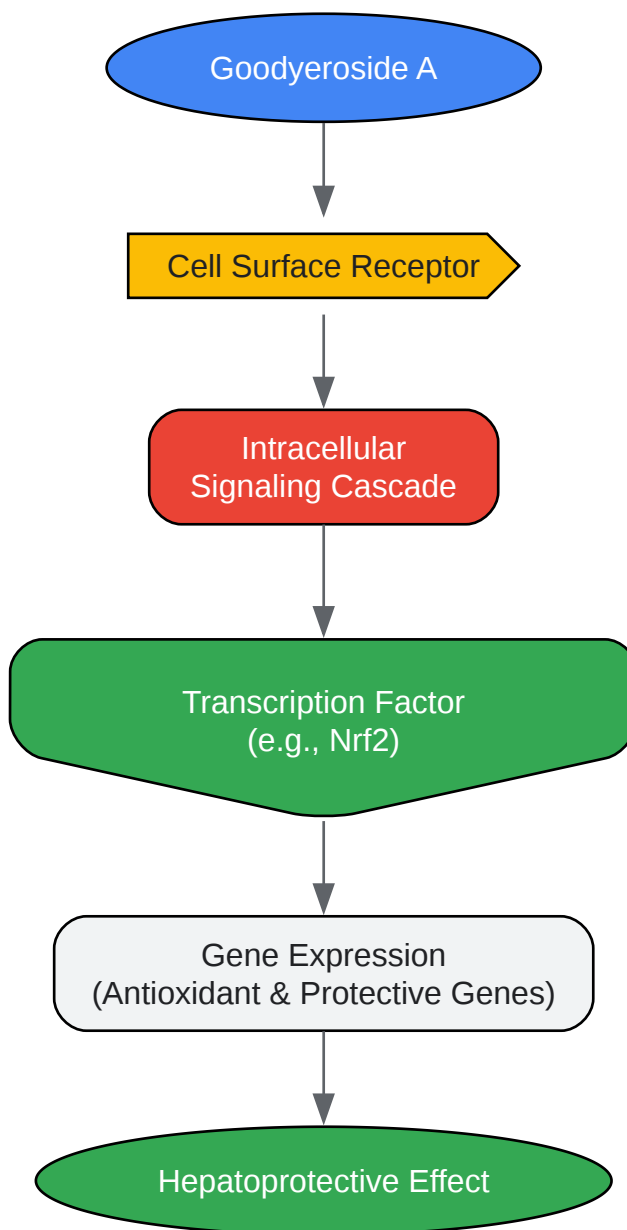 Goodyeroside A
Cell Surface Receptor
Intracellular
Signaling Cascade
Transcription Factor
(e.g., Nrf2)
Gene Expression
(Antioxidant & Protective Genes)
Hepatoprotective Effect